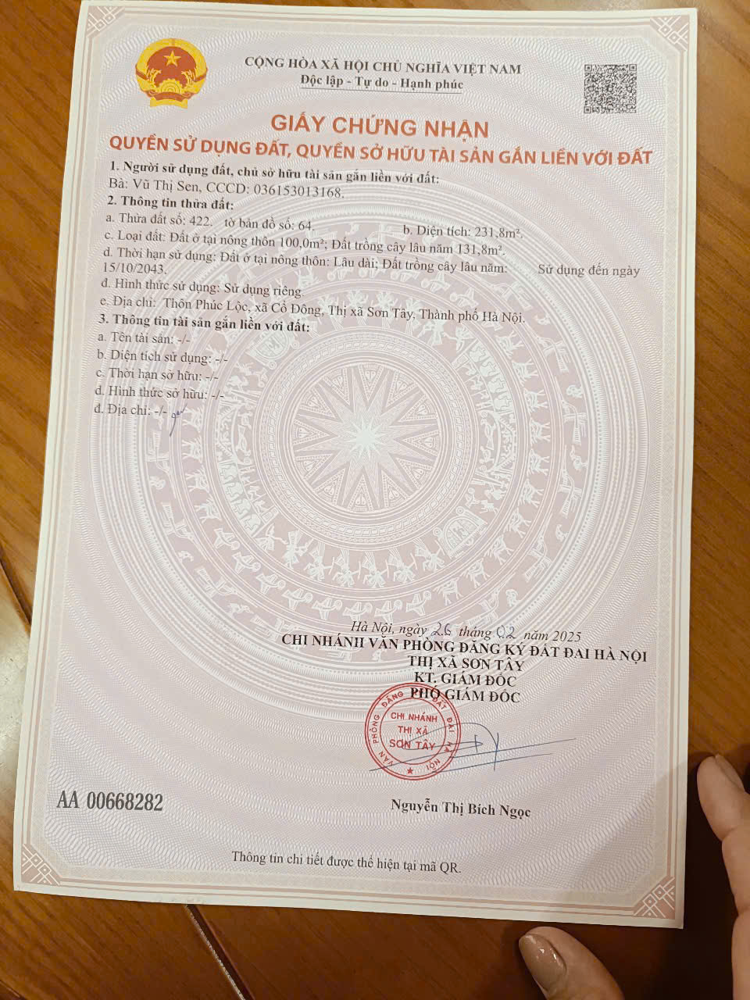 CỘNG HÒA XÃ HỘI CHỦ NGHĨA VIỆT NAM
Độc lập - Tự do - Hạnh phúc
GIẤY CHỨNG NHẬN
QUYỀN SỬ DỤNG ĐẤT, QUYỀN SỞ HỮU TÀI SẢN GẮN LIỀN VỚI ĐẤT
1. Người sử dụng đất, chủ sở hữu tài sản gắn liền với đất:
Bà: Vũ Thị Sen, CCCD: 036153013168.
2. Thông tin thửa đất:
a. Thửa đất số: 422. tờ bản đồ số: 64. b. Diện tích: 231,8m².
c. Loại đất: Đất ở tại nông thôn 100,0m²; Đất trồng cây lâu năm 131,8m².
d. Thời hạn sử dụng: Đất ở tại nông thôn: Lâu dài; Đất trồng cây lâu năm: Sử dụng đến ngày
15/10/2043.
đ. Hình thức sử dụng: Sử dụng riêng
e. Địa chỉ: Thôn Phúc Lộc, xã Cổ Đông, Thị xã Sơn Tây, Thành phố Hà Nội.
3. Thông tin tài sản gắn liền với đất:
a. Tên tài sản: -/-
b. Diện tích sử dụng: -/-
c. Thời hạn sở hữu: -/-
d. Hình thức sở hữu: -/-
đ. Địa chỉ: -/-
Hà Nội, ngày 26 tháng 02 năm 2025
CHI NHÁNH VĂN PHÒNG ĐĂNG KÝ ĐẤT ĐAI HÀ NỘI
THỊ XÃ SƠN TÂY
KT. GIÁM ĐỐC
PHÓ GIÁM ĐỐC
VĂN PHÒNG ĐĂNG KÝ ĐẤT ĐAI HÀ NỘI
CHI NHÁNH
THỊ XÃ
SƠN TÂY
Nguyễn Thị Bích Ngọc
AA 00668282
Thông tin chi tiết được thể hiện tại mã QR.